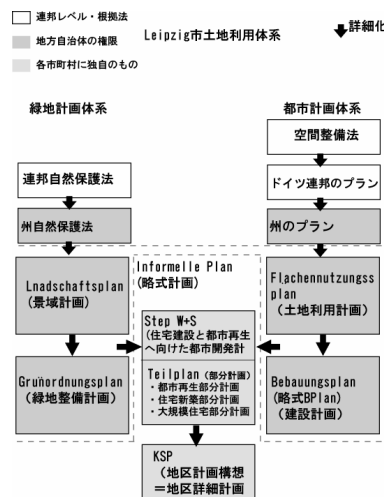 連邦レベル・根拠法
地方自治体の権限
各市町村に独自のもの
Leipzig市土地利用体系
詳細化
緑地計画体系
都市計画体系
空間整備法
連邦自然保護法
ドイツ連邦のプラン
州自然保護法
州のプラン
Informelle Plan
(略式計画)
Lnadschaftsplan
(景域計画)
Flachennutzungss
plan
(土地利用計画)
Step W+S
(住宅建設と都市再生
へ向けた都市開発計
Teilplan (部分計画)
・都市再生部分計画
・住宅新築部分計画
・大規模住宅部分計画
Grunordnungsplan
(緑地整備計画)
Bebauungsplan
(略式BPlan)
(建設計画)
KSP
(地区計画構想
=地区詳細計画